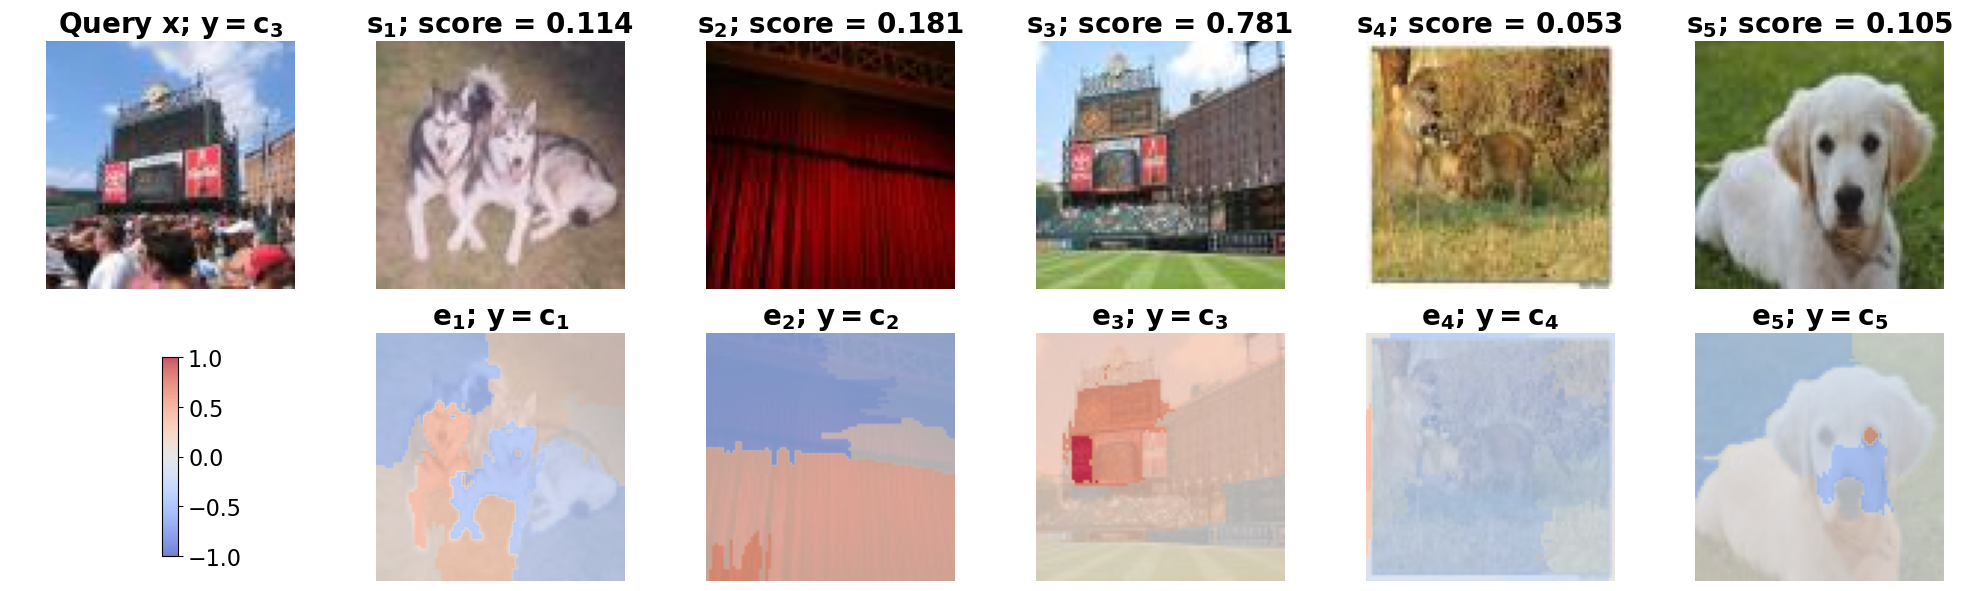 Query x; y = c₃
s₁; score = 0.114
s₂; score = 0.181
s₃; score = 0.781
s₄; score = 0.053
s₅; score = 0.105
e₁; y = c₁
e₂; y = c₂
e₃; y = c₃
e₄; y = c₄
e₅; y = c₅
1.0
0.5
0.0
−0.5
−1.0